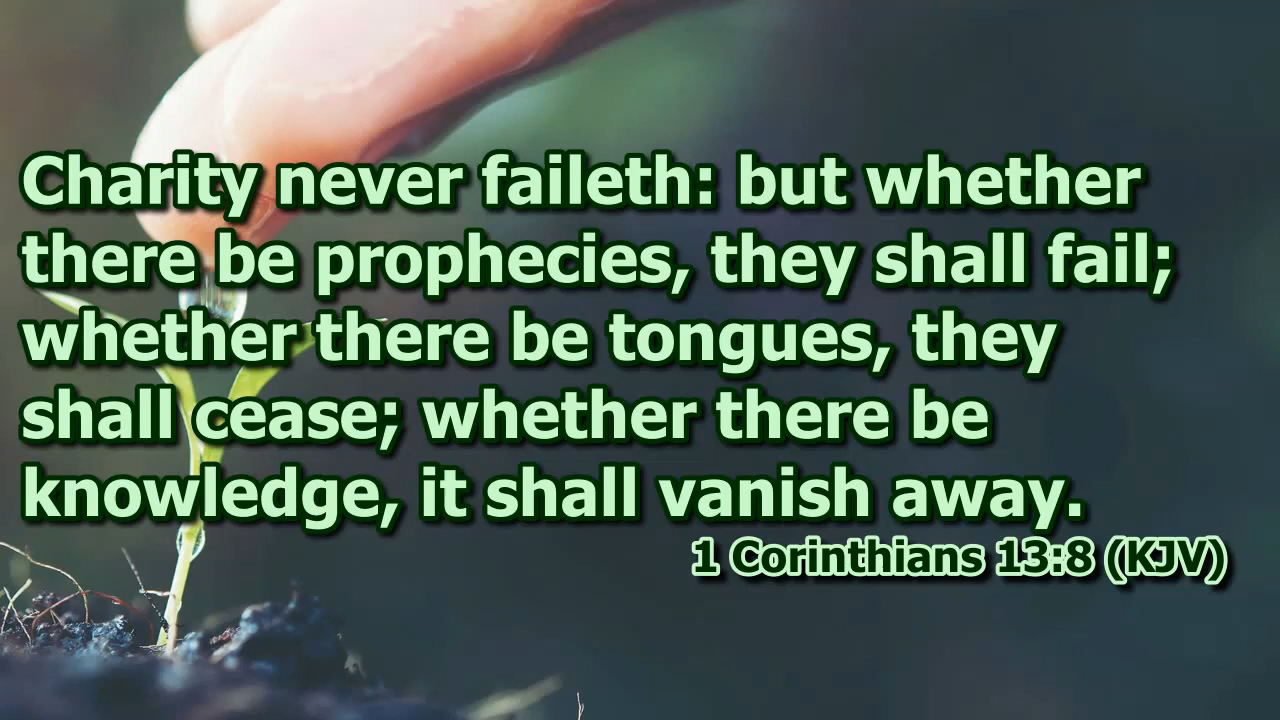 Charity never faileth: but whether
there be prophecies, they shall fail;
whether there be tongues, they
shall cease; whether there be
knowledge, it shall vanish away.
1 Corinthians 13:8 (KJV)